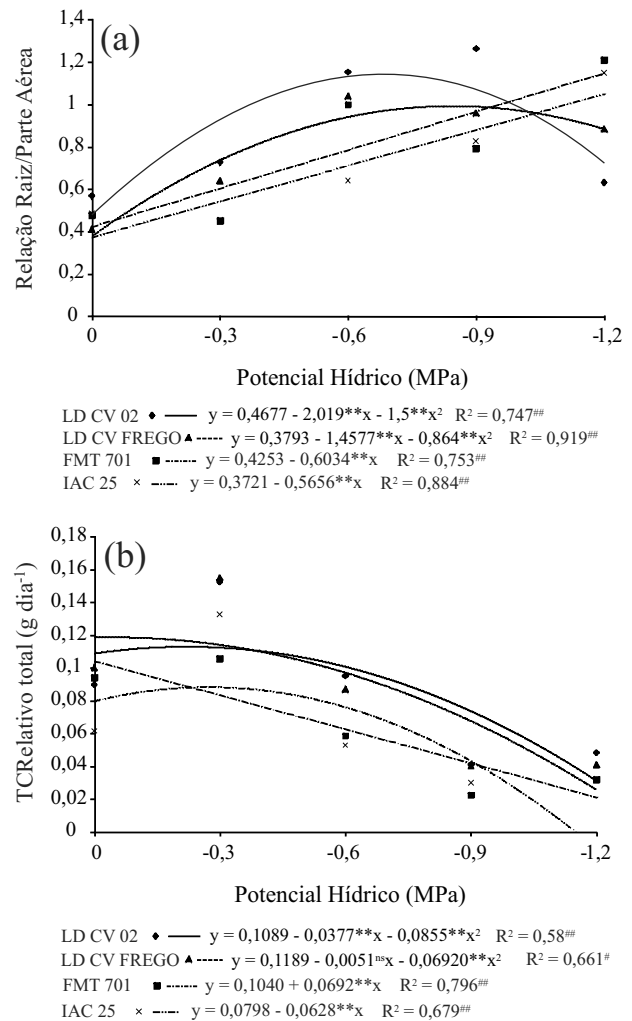 (a)
Relação Raiz/Parte Aérea
1,4
1,2
1
0,8
0,6
0,4
0,2
0
0 -0,3 -0,6 -0,9 -1,2
Potencial Hídrico (MPa)
LD CV 02 y = 0,4677 - 2,019**x - 1,5**x² R² = 0,747##
LD CV FREGO y = 0,3793 - 1,4577**x - 0,864**x² R² = 0,919##
FMT 701 y = 0,4253 - 0,6034**x R² = 0,753##
IAC 25 y = 0,3721 - 0,5656**x R² = 0,884##
(b)
TCRelativo total (g dia⁻¹)
0,18
0,16
0,14
0,12
0,1
0,08
0,06
0,04
0,02
0
0 -0,3 -0,6 -0,9 -1,2
Potencial Hídrico (MPa)
LD CV 02 y = 0,1089 - 0,0377**x - 0,0855**x² R² = 0,58##
LD CV FREGO y = 0,1189 - 0,0051ⁿˢx - 0,06920**x² R² = 0,661#
FMT 701 y = 0,1040 + 0,0692**x R² = 0,796##
IAC 25 y = 0,0798 - 0,0628**x R² = 0,679##